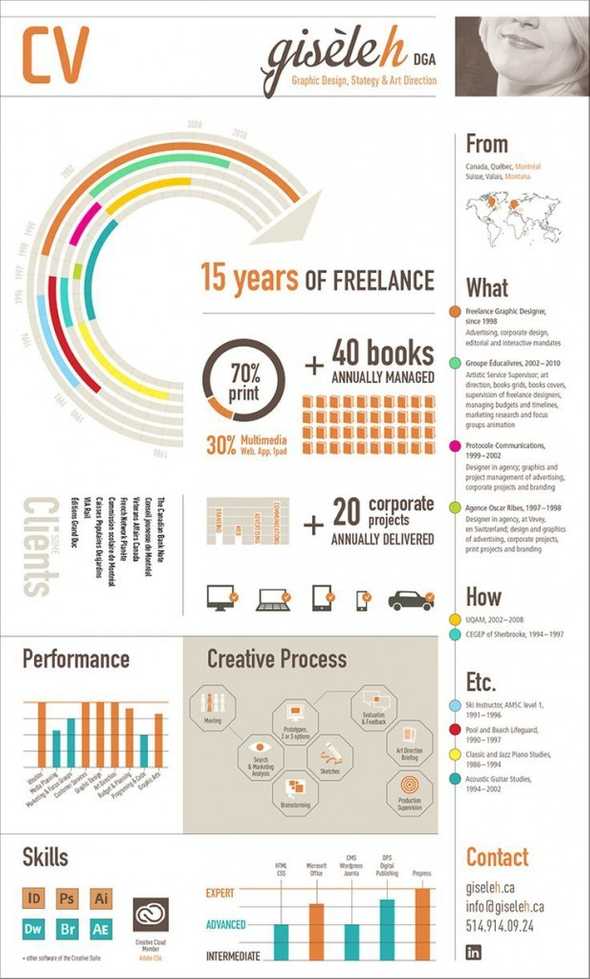 CV
gisèleh DGA
Graphic Design, Stategy & Art Direction
From
Canada, Québec, Montréal
Suisse, Valais, Montana
15 years OF FREELANCE
70%
print
30% Multimedia
Web, App, Ipad
+ 40 books
ANNUALLY MANAGED
BRANDING
WEB
ADVERTISING
COMMUNICATIONS
+ 20 corporate
projects
ANNUALLY DELIVERED
What
Freelance Graphic Designer,
since 1998
Advertising, corporate design,
editorial and interactive mandates
Groupe Éducalivres, 2002–2010
Artistic Service Supervisor; art
direction, books grids, books covers,
supervision of freelance designers,
managing budgets and timelines,
marketing research and focus
groups animation
Protocole Communications,
1999–2002
Designer in agency; graphics and
project management of advertising,
corporate projects and branding
Agence Oscar Ribes, 1997–1998
Designer in agency, at Vevey,
en Switzerland; design and graphics
of advertising, corporate projects,
print projects and branding
SOME
Clients
The Canadian Bank Note
Conseil jeunesse de Montréal
Veterans Affairs Canada
French Network Planète
Commission scolaire de Montréal
Caisses Populaires Desjardins
VIA Rail
Éditions Grand Duc
How
UQAM, 2002–2008
CEGEP of Sherbrooke, 1994–1997
Etc.
Ski Instructor, AMSC level 1,
1991–1996
Pool and Beach Lifeguard,
1990–1997
Classic and Jazz Piano Studies,
1986–1994
Acoustic Guitar Studies,
1994–2002
Performance
Media Planning
Marketing & Focus Groups
Customer Services
Graphic Design
Art Direction
Budget & Planning
Programing & Code
Graphic Arts
Creative Process
Meeting
Search
& Marketing
Analysis
Prototypes,
2 or 3 options
Brainstorming
Sketches
Evaluation
& Feedback
Art Direction
Briefing
Production
Supervision
Skills
ID Ps Ai
Dw Br AE
+ other software of the Creative Suite
Creative Cloud
Member
Adobe CS6
HTML
CSS
Microsoft
Office
CMS
Wordpress
Joomla
DPS
Digital
Publishing
Prepress
EXPERT
ADVANCED
INTERMEDIATE
Contact
giseleh.ca
info@giseleh.ca
514.914.09.24
in